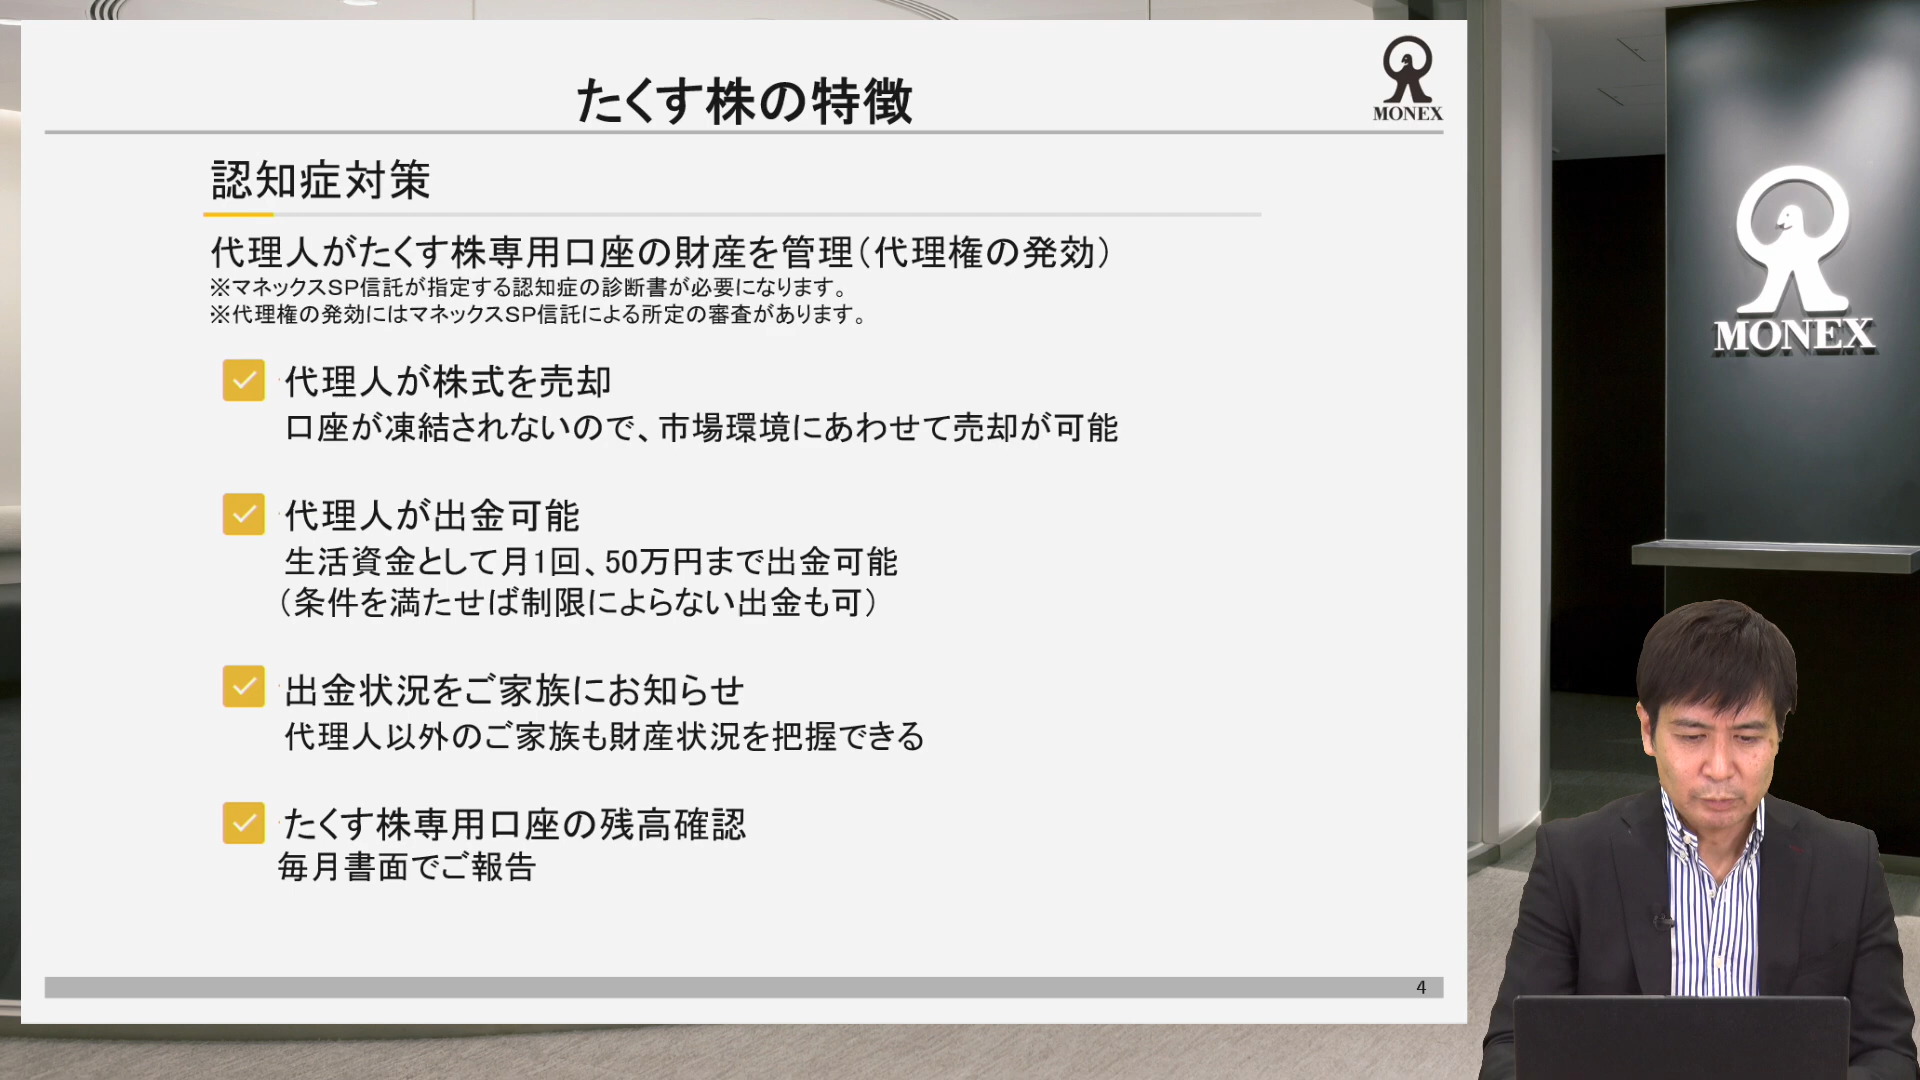 たくす株の特徴
MONEX
認知症対策
代理人がたくす株専用口座の財産を管理（代理権の発効）
※マネックスSP信託が指定する認知症の診断書が必要になります。
※代理権の発効にはマネックスSP信託による所定の審査があります。
代理人が株式を売却
口座が凍結されないので、市場環境にあわせて売却が可能
代理人が出金可能
生活資金として月1回、50万円まで出金可能
（条件を満たせば制限によらない出金も可）
出金状況をご家族にお知らせ
代理人以外のご家族も財産状況を把握できる
たくす株専用口座の残高確認
毎月書面でご報告
4
MONEX